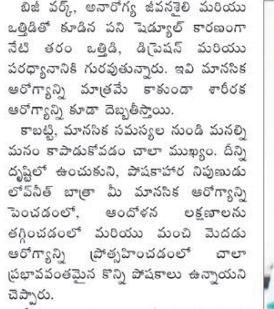 బిజీ వర్క్, అనారోగ్య జీవనశైలి మరియు
ఒత్తిడితో కూడిన పని షెడ్యూల్ కారణంగా
నేటి తరం ఒత్తిడి, డిప్రెషన్ మరియు
పరధ్యానానికి గురవుతున్నారు. ఇవి మానసిక
ఆరోగ్యాన్ని మాత్రమే కాకుండా శారీరక
ఆరోగ్యాన్ని కూడా దెబ్బతీస్తాయి.
కాబట్టి, మానసిక సమస్యల నుండి మనల్ని
మనం కాపాడుకోవడం చాలా ముఖ్యం. దీన్ని
దృష్టిలో ఉంచుకుని, పోషకాహార నిపుణుడు
లోవ్‌నీత్ బాత్రా మీ మానసిక ఆరోగ్యాన్ని
పెంచడంలో, ఆందోళన లక్షణాలను
తగ్గించడంలో మరియు మంచి మెదడు
ఆరోగ్యాన్ని ప్రోత్సహించడంలో చాలా
ప్రభావవంతమైన కొన్ని పోషకాలు ఉన్నాయని
చెప్పారు.